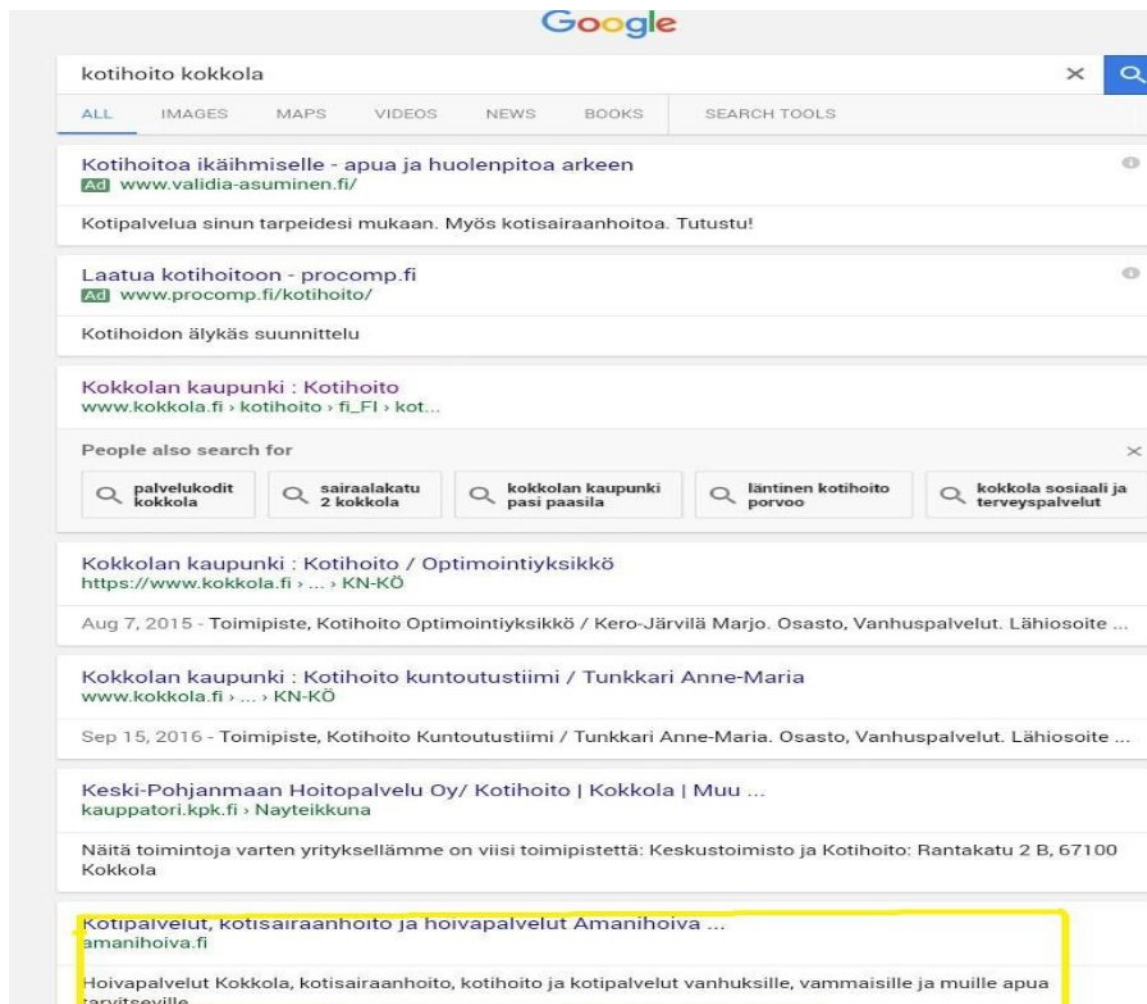 Google
kotihoito kokkola
ALL IMAGES MAPS VIDEOS NEWS BOOKS SEARCH TOOLS
Kotihoitoa ikäihmiselle - apua ja huolenpitoa arkeen
Ad www.validia-asuminen.fi/
Kotipalvelua sinun tarpeidesi mukaan. Myös kotisairaanhoitoa. Tutustu!
Laatua kotihoitoon - procomp.fi
Ad www.procomp.fi/kotihoito/
Kotihoidon älykäs suunnittelu
Kokkolan kaupunki : Kotihoito
www.kokkola.fi › kotihoito › fi_FI › kot...
People also search for
palvelukodit kokkola
sairaalakatu 2 kokkola
kokkolan kaupunki pasi paasila
läntinen kotihoito porvoo
kokkola sosiaali ja terveyspalvelut
Kokkolan kaupunki : Kotihoito / Optimointiyksikkö
https://www.kokkola.fi › ... › KN-KÖ
Aug 7, 2015 - Toimipiste, Kotihoito Optimointiyksikkö / Kero-Järvilä Marjo. Osasto, Vanhuspalvelut. Lähiosoite ...
Kokkolan kaupunki : Kotihoito kuntoutustiimi / Tunkkari Anne-Maria
www.kokkola.fi › ... › KN-KÖ
Sep 15, 2016 - Toimipiste, Kotihoito Kuntoutustiimi / Tunkkari Anne-Maria. Osasto, Vanhuspalvelut. Lähiosoite ...
Keski-Pohjanmaan Hoitopalvelu Oy/ Kotihoito | Kokkola | Muu ...
kauppatori.kpk.fi › Nayteikkuna
Näitä toimintoja varten yrityksellämme on viisi toimipistettä: Keskustoimisto ja Kotihoito: Rantakatu 2 B, 67100
Kokkola
Kotipalvelut, kotisairaanhoito ja hoivapalvelut Amanihoiva ...
amanihoiva.fi
Hoivapalvelut Kokkola, kotisairaanhoito, kotihoito ja kotipalvelut vanhuksille, vammaisille ja muille apua
tarvitseville